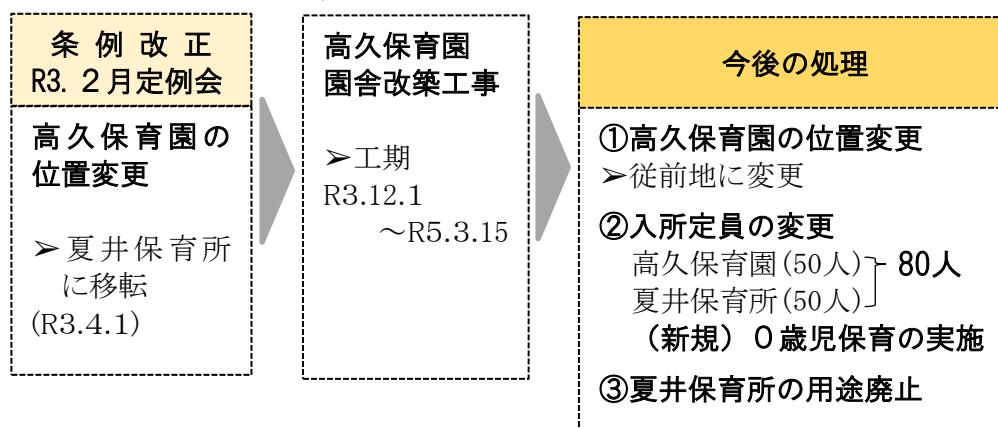 条例改正
R3.２月定例会
高久保育園の
位置変更
➢夏井保育所
に移転
(R3.4.1)
高久保育園
園舎改築工事
➢工期
R3.12.1
～R5.3.15
今後の処理
①高久保育園の位置変更
➢従前地に変更
②入所定員の変更
高久保育園(50人)
夏井保育所(50人)
80人
（新規）０歳児保育の実施
③夏井保育所の用途廃止